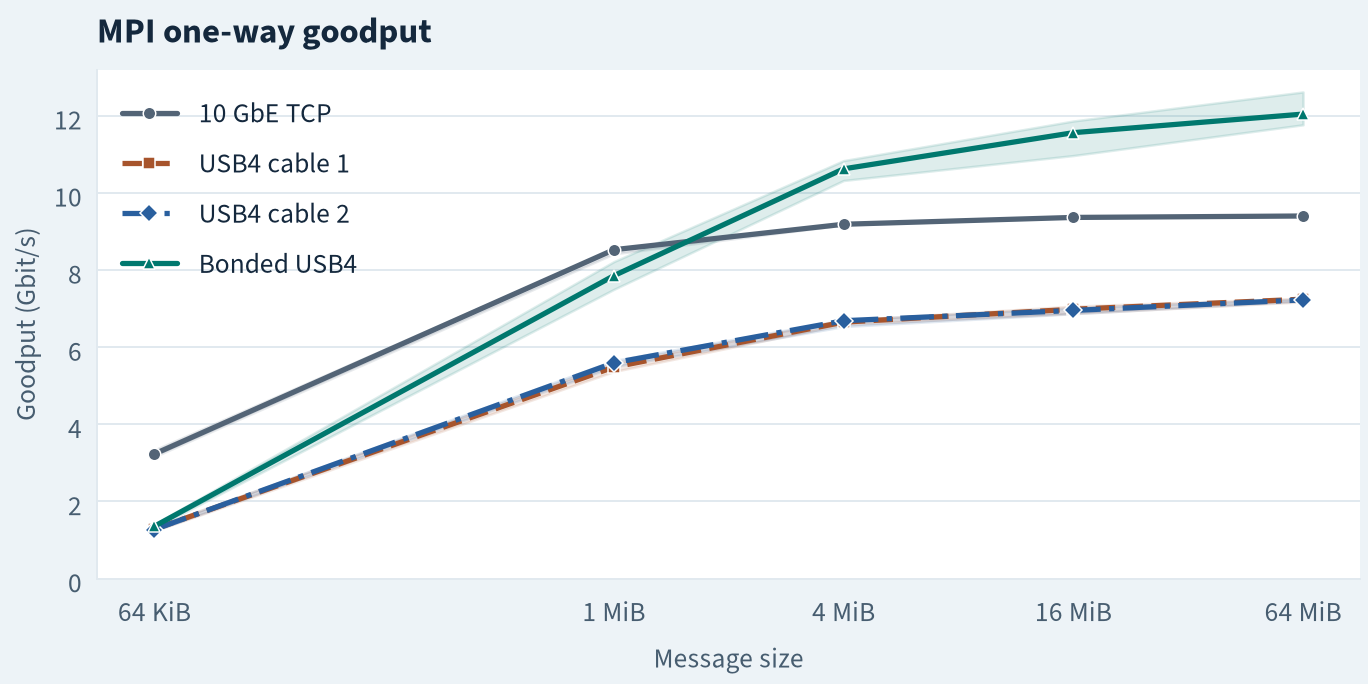 MPI one-way goodput
10 GbE TCP
USB4 cable 1
USB4 cable 2
Bonded USB4
Goodput (Gbit/s)
12
10
8
6
4
2
0
64 KiB
1 MiB
4 MiB
16 MiB
64 MiB
Message size